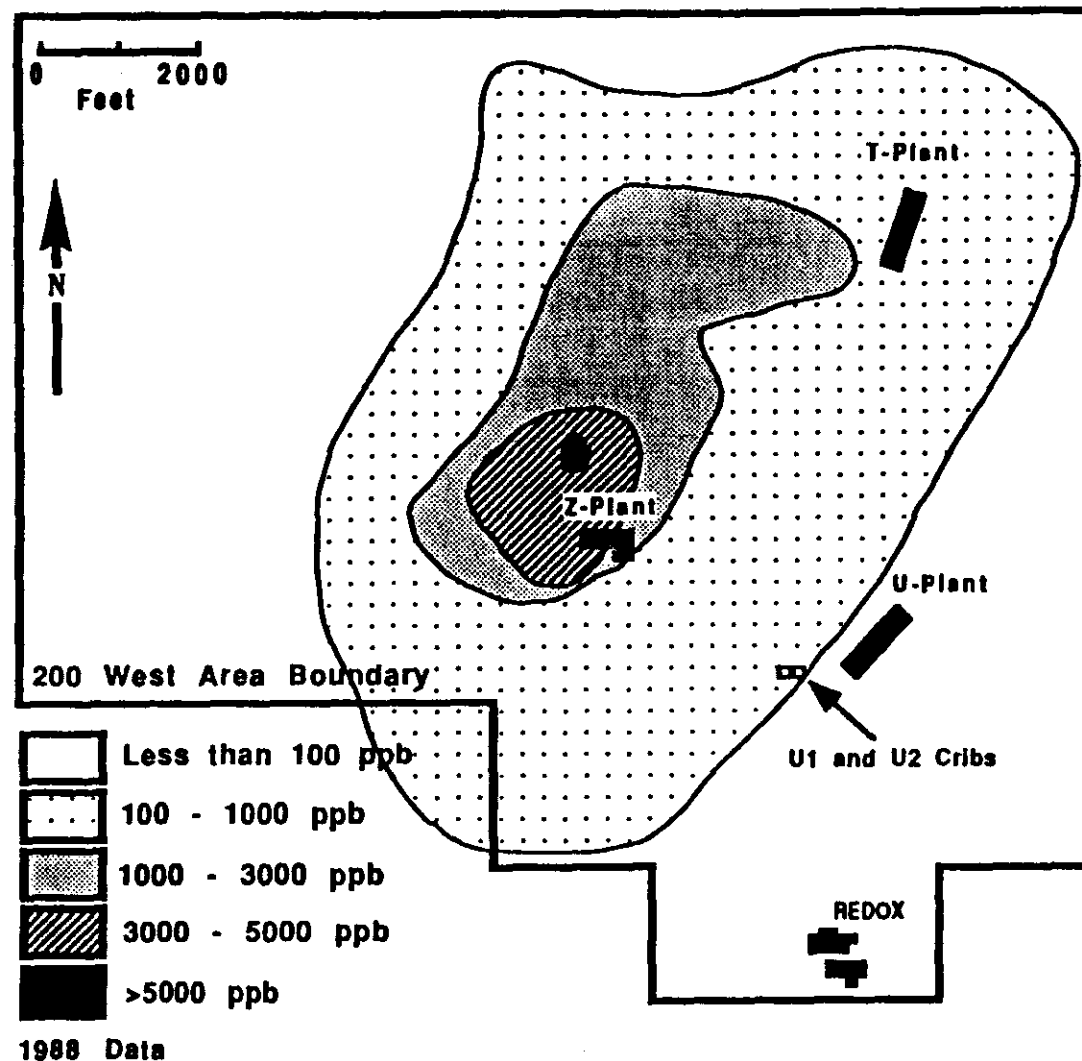 0 2000
Feet
N
T-Plant
Z-Plant
U-Plant
200 West Area Boundary
U1 and U2 Cribs
Less than 100 ppb
100 - 1000 ppb
1000 - 3000 ppb
3000 - 5000 ppb
>5000 ppb
REDOX
1988 Data